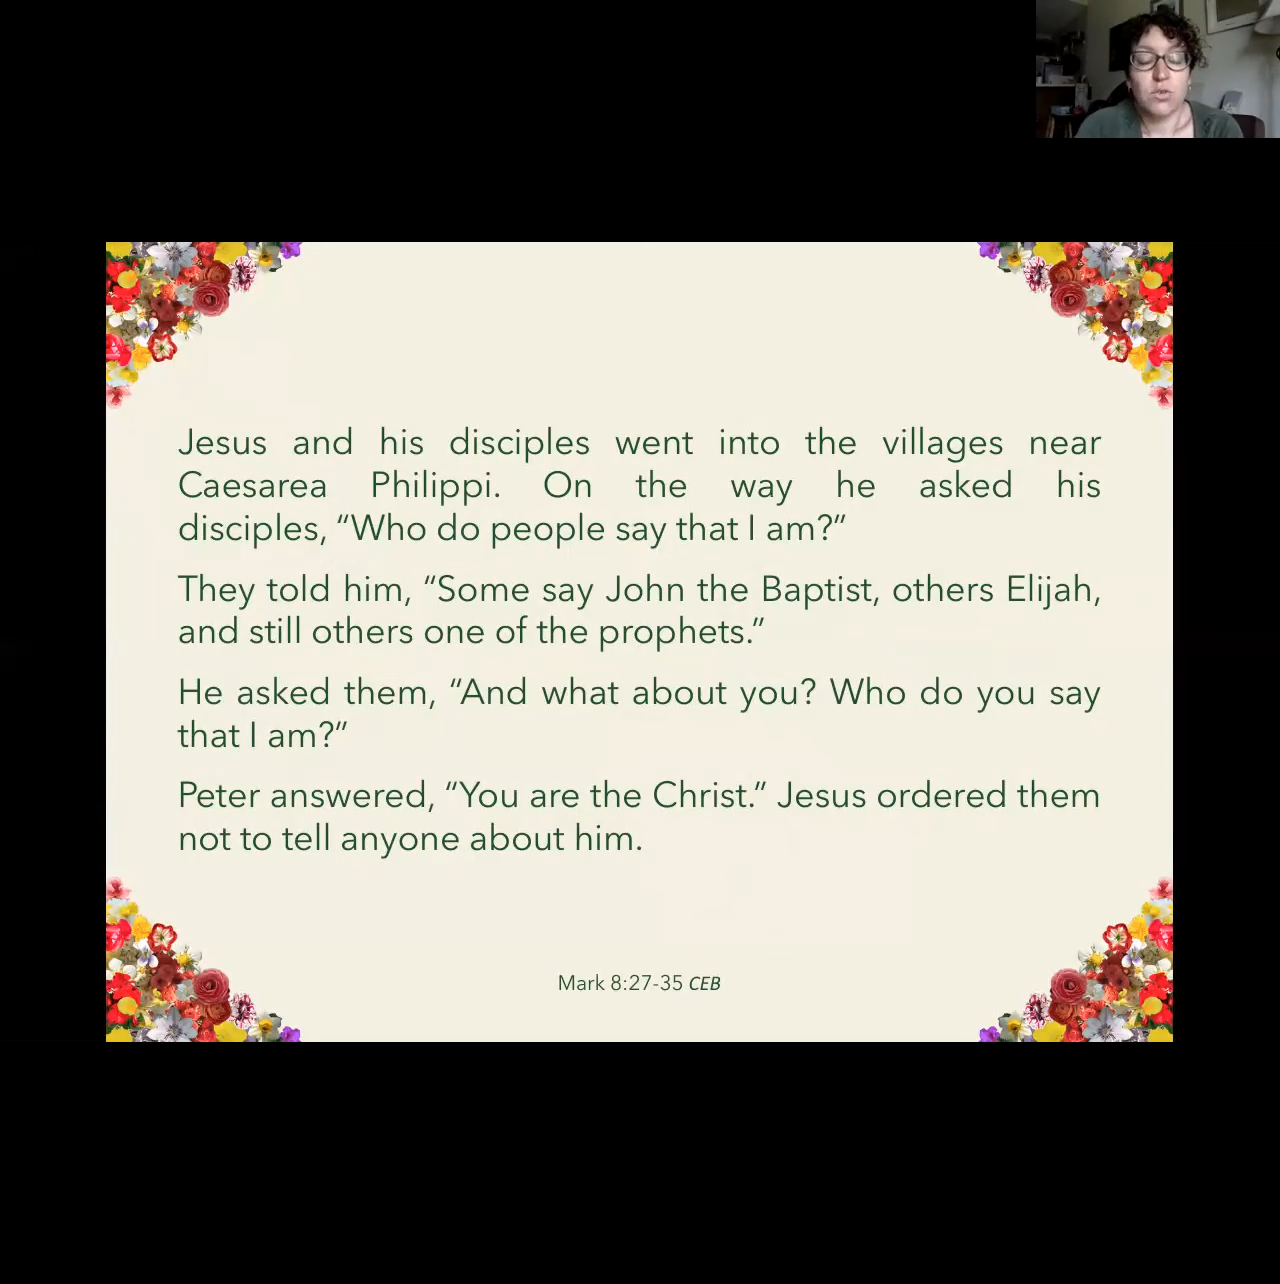 Jesus and his disciples went into the villages near
Caesarea Philippi. On the way he asked his
disciples, “Who do people say that I am?”
They told him, “Some say John the Baptist, others Elijah,
and still others one of the prophets.”
He asked them, “And what about you? Who do you say
that I am?”
Peter answered, “You are the Christ.” Jesus ordered them
not to tell anyone about him.
Mark 8:27-35 CEB